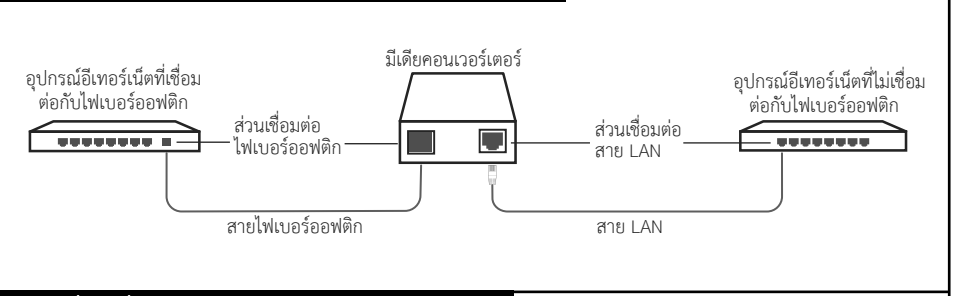 มีเดียคอนเวอร์เตอร์
อุปกรณ์อีเทอร์เน็ตที่เชื่อม
ต่อกับไฟเบอร์ออฟติก
อุปกรณ์อีเทอร์เน็ตที่ไม่เชื่อม
ต่อกับไฟเบอร์ออฟติก
ส่วนเชื่อมต่อ
ไฟเบอร์ออฟติก
ส่วนเชื่อมต่อ
สาย LAN
สายไฟเบอร์ออฟติก
สาย LAN